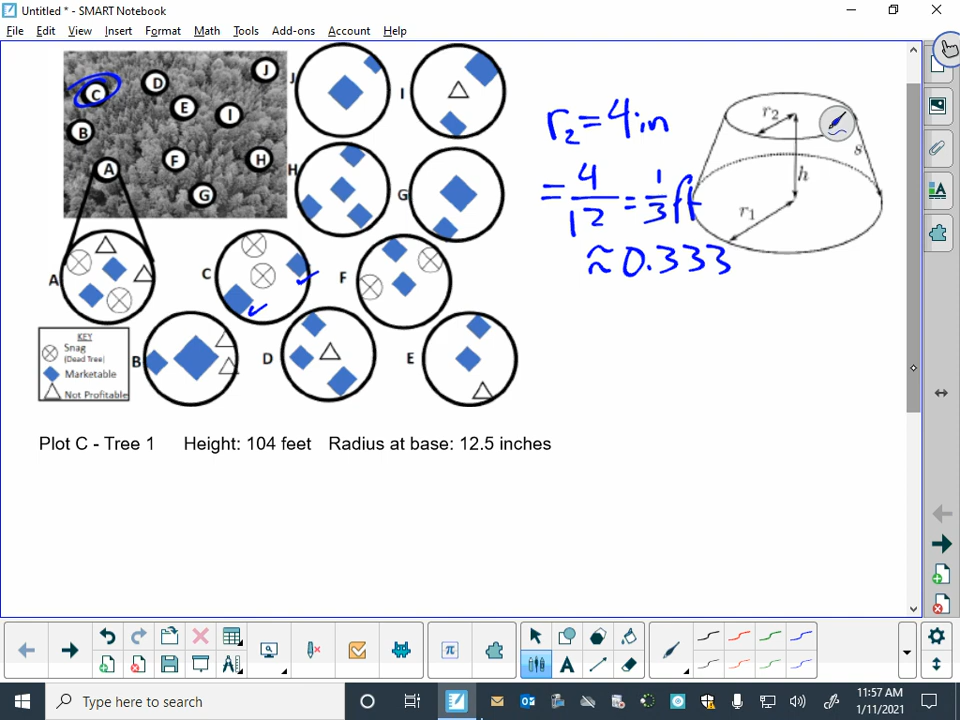 Untitled * - SMART Notebook
File Edit View Insert Format Math Tools Add-ons Account Help
C
D
E
J
I
B
A
F
H
G
J
I
H
G
A
C
F
B
D
E
KEY
Snag
(Dead Tree)
Marketable
Not Profitable
r2 = 4in
= 4/12 = 1/3 ft
≈ 0.333
r2
s
h
r1
Plot C - Tree 1 Height: 104 feet Radius at base: 12.5 inches
π
A
Type here to search
11:57 AM
1/11/2021